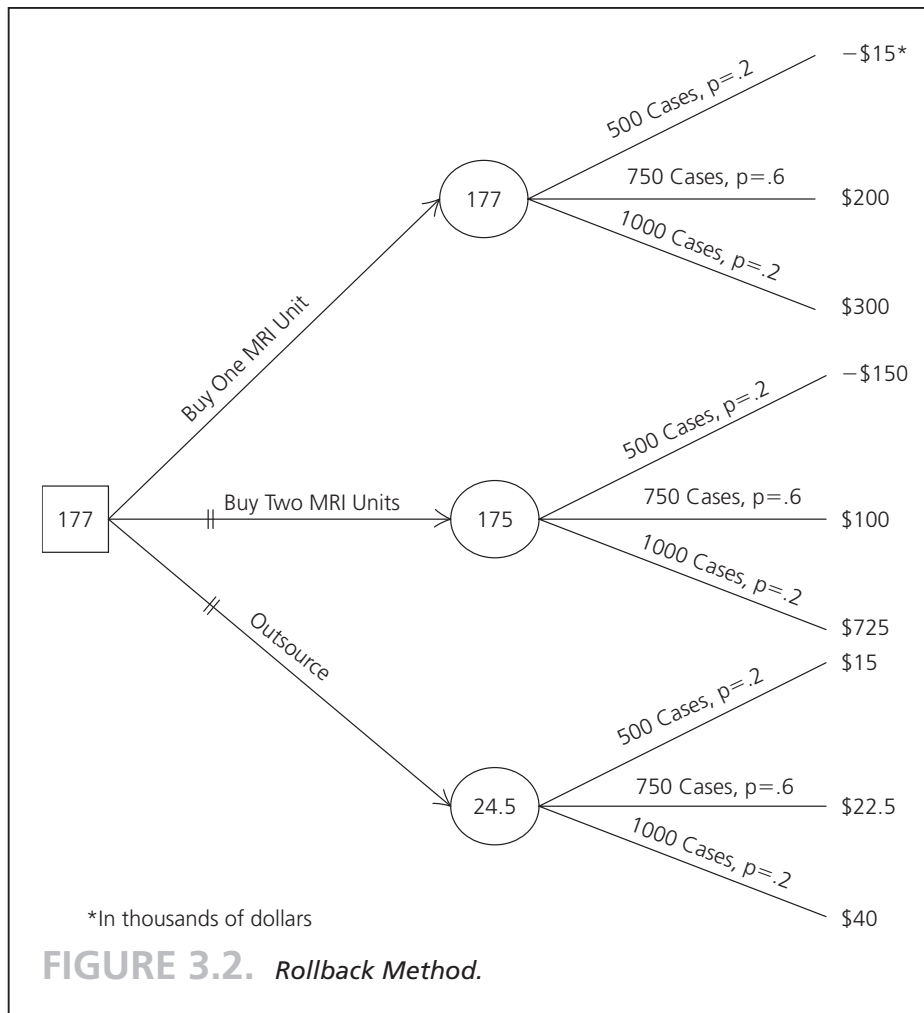 500 Cases, p=.2
−$15*
177
750 Cases, p=.6
$200
1000 Cases, p=.2
$300
Buy One MRI Unit
500 Cases, p=.2
−$150
177
Buy Two MRI Units
175
750 Cases, p=.6
$100
1000 Cases, p=.2
$725
Outsource
500 Cases, p=.2
$15
24.5
750 Cases, p=.6
$22.5
1000 Cases, p=.2
$40
*In thousands of dollars
FIGURE 3.2. Rollback Method.